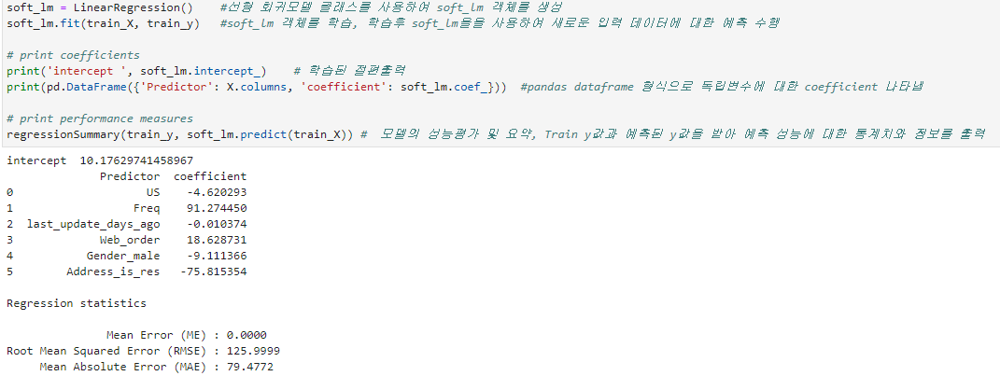 soft_lm = LinearRegression()    #선형 회귀모델 클래스를 사용하여 soft_lm 객체를 생성
soft_lm.fit(train_X, train_y)   #soft_lm 객체를 학습, 학습후 soft_lm을을 사용하여 새로운 입력 데이터에 대한 예측 수행
# print coefficients
print('intercept ', soft_lm.intercept_)    # 학습된 절편출력
print(pd.DataFrame({'Predictor': X.columns, 'coefficient': soft_lm.coef_}))  #pandas dataframe 형식으로 독립변수에 대한 coefficient 나타냄
# print performance measures
regressionSummary(train_y, soft_lm.predict(train_X)) #  모델의 성능평가 및 요약, Train y값과 예측된 y값을 받아 예측 성능에 대한 통계치와 정보를 출력
intercept  10.17629741458967
Predictor  coefficient
0                   US    -4.620293
1                 Freq    91.274450
2  last_update_days_ago    -0.010374
3            Web_order    18.628731
4          Gender_male    -9.111366
5       Address_is_res   -75.815354
Regression statistics
Mean Error (ME) : 0.0000
Root Mean Squared Error (RMSE) : 125.9999
Mean Absolute Error (MAE) : 79.4772